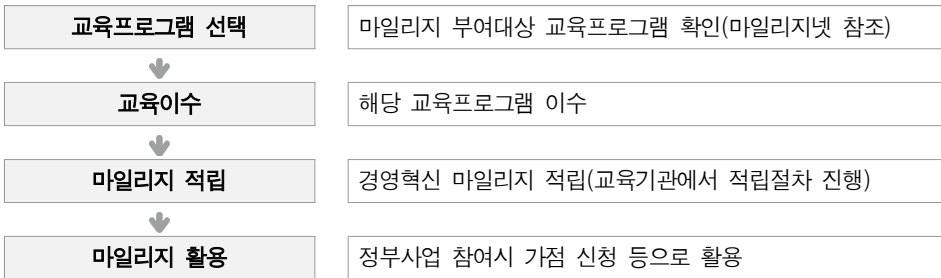 교육프로그램 선택
마일리지 부여대상 교육프로그램 확인(마일리지넷 참조)
교육이수
해당 교육프로그램 이수
마일리지 적립
경영혁신 마일리지 적립(교육기관에서 적립절차 진행)
마일리지 활용
정부사업 참여시 가점 신청 등으로 활용